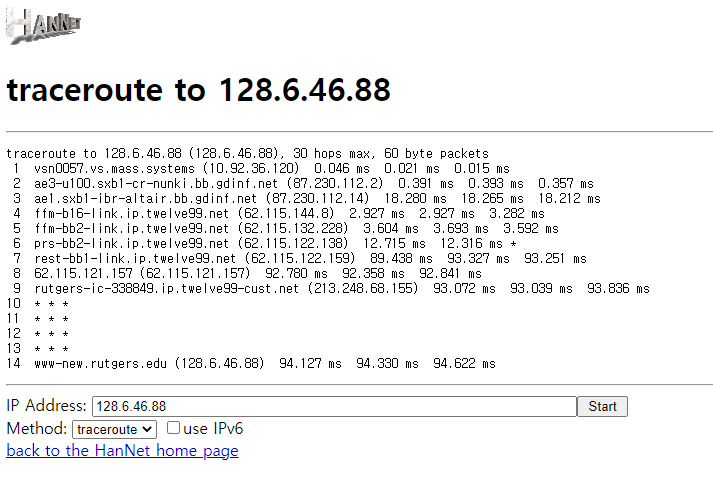 HANNET
traceroute to 128.6.46.88
traceroute to 128.6.46.88 (128.6.46.88), 30 hops max, 60 byte packets
1 vsn0057.vs.mass.systems (10.92.36.120) 0.046 ms 0.021 ms 0.015 ms
2 ae3-u100.sxb1-cr-nunki.bb.gdinf.net (87.230.112.2) 0.391 ms 0.393 ms 0.357 ms
3 ae1.sxb1-ibr-altair.bb.gdinf.net (87.230.112.14) 18.280 ms 18.265 ms 18.212 ms
4 ffm-b16-link.ip.twelve99.net (62.115.144.8) 2.927 ms 2.927 ms 3.282 ms
5 ffm-bb2-link.ip.twelve99.net (62.115.132.228) 3.604 ms 3.693 ms 3.592 ms
6 prs-bb2-link.ip.twelve99.net (62.115.122.138) 12.715 ms 12.316 ms *
7 rest-bb1-link.ip.twelve99.net (62.115.122.159) 89.438 ms 93.327 ms 93.251 ms
8 62.115.121.157 (62.115.121.157) 92.780 ms 92.358 ms 92.841 ms
9 rutgers-ic-338849.ip.twelve99-cust.net (213.248.68.155) 93.072 ms 93.039 ms 93.836 ms
10 * * *
11 * * *
12 * * *
13 * * *
14 www-new.rutgers.edu (128.6.46.88) 94.127 ms 94.330 ms 94.622 ms
IP Address: 128.6.46.88 Start
Method: traceroute use IPv6
back to the HanNet home page